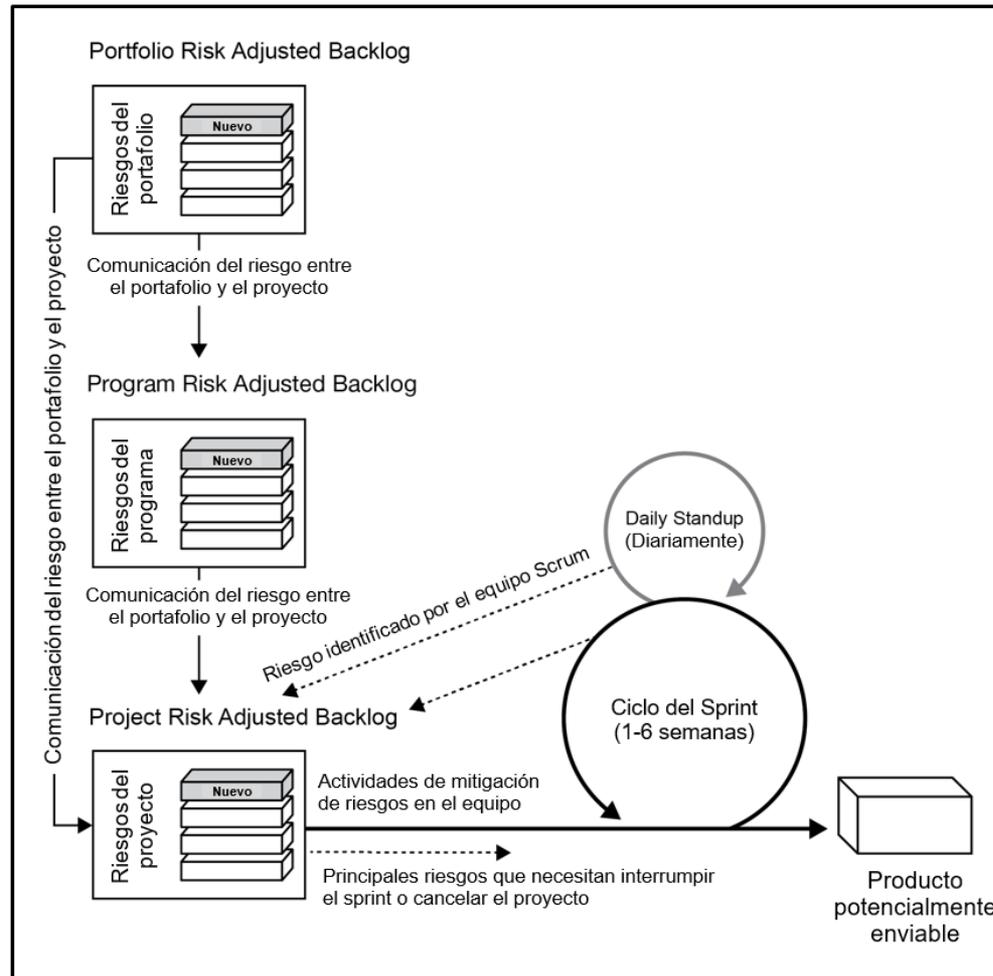 Portfolio Risk Adjusted Backlog
Riesgos del
portafolio
Nuevo
Comunicación del riesgo entre
el portafolio y el proyecto
Comunicación del riesgo entre el portafolio y el proyecto
Program Risk Adjusted Backlog
Riesgos del
programa
Nuevo
Comunicación del riesgo entre
el portafolio y el proyecto
Daily Standup
(Diariamente)
Riesgo identificado por el equipo Scrum
Ciclo del Sprint
(1-6 semanas)
Project Risk Adjusted Backlog
Riesgos del
proyecto
Nuevo
Actividades de mitigación
de riesgos en el equipo
Principales riesgos que necesitan interrumpir
el sprint o cancelar el proyecto
Producto
potencialmente
enviable